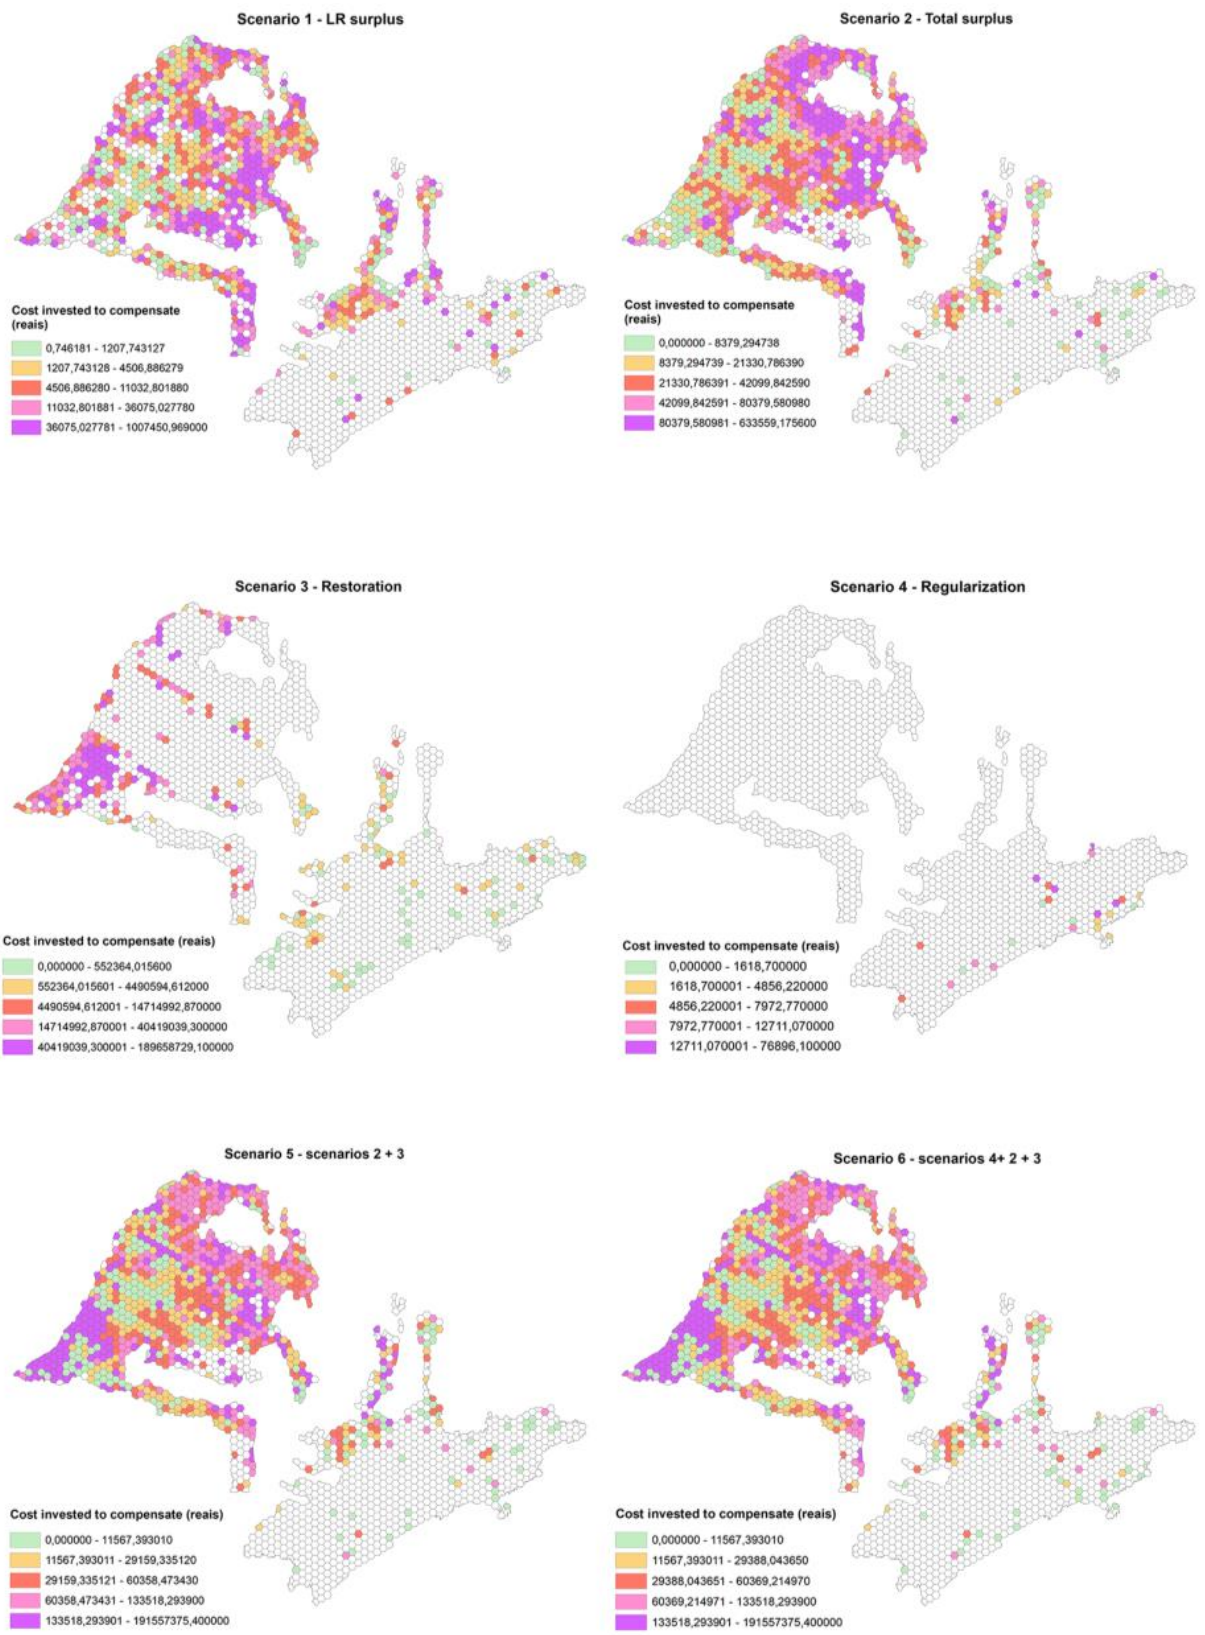 Scenario 1 - LR surplus
Cost invested to compensate
(reais)
0,746181 - 1207,743127
1207,743128 - 4506,886279
4506,886280 - 11032,801880
11032,801881 - 36075,027780
36075,027781 - 1007450,969000
Scenario 2 - Total surplus
Cost invested to compensate
(reais)
0,000000 - 8379,294738
8379,294739 - 21330,786390
21330,786391 - 42099,842590
42099,842591 - 80379,580980
80379,580981 - 633559,175600
Scenario 3 - Restoration
Cost invested to compensate (reais)
0,000000 - 552364,015600
552364,015601 - 4490594,612000
4490594,612001 - 14714992,870000
14714992,870001 - 40419039,300000
40419039,300001 - 189658729,100000
Scenario 4 - Regularization
Cost invested to compensate (reais)
0,000000 - 1618,700000
1618,700001 - 4856,220000
4856,220001 - 7972,770000
7972,770001 - 12711,070000
12711,070001 - 76896,100000
Scenario 5 - scenarios 2 + 3
Cost invested to compensate (reais)
0,000000 - 11567,393010
11567,393011 - 29159,335120
29159,335121 - 60358,473430
60358,473431 - 133518,293900
133518,293901 - 191557375,400000
Scenario 6 - scenarios 4+ 2 + 3
Cost invested to compensate (reais)
0,000000 - 11567,393010
11567,393011 - 29388,043650
29388,043651 - 60369,214970
60369,214971 - 133518,293900
133518,293901 - 191557375,400000